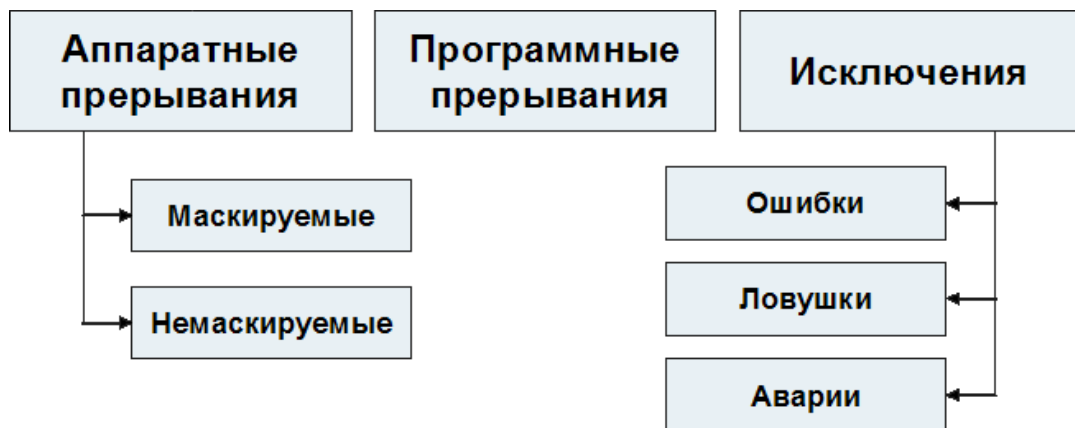 Аппаратные
прерывания
Программные
прерывания
Исключения
Маскируемые
Немаскируемые
Ошибки
Ловушки
Аварии